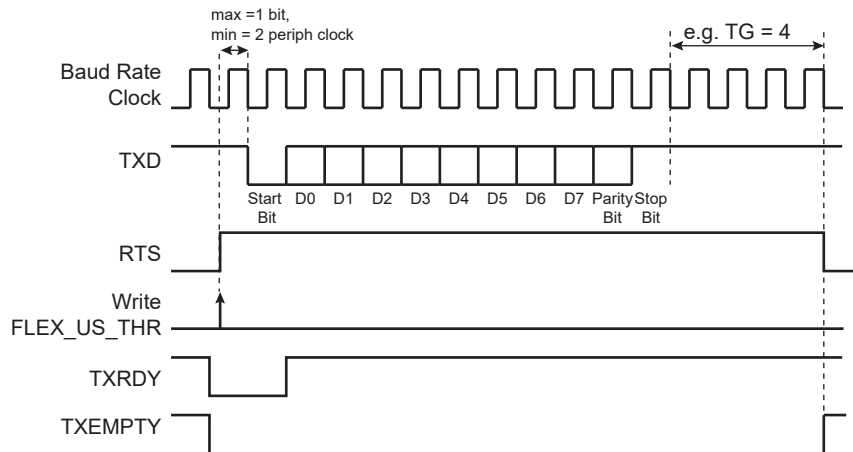 max =1 bit,
min = 2 periph clock
e.g. TG = 4
Baud Rate
Clock
TXD
Start
Bit
D0
D1
D2
D3
D4
D5
D6
D7
Parity
Bit
Stop
Bit
RTS
Write
FLEX_US_THR
TXRDY
TXEMPTY